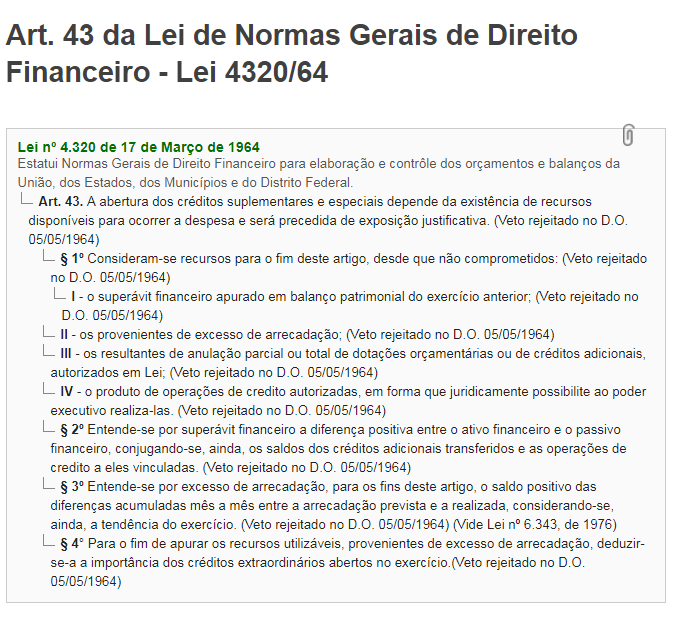 Art. 43 da Lei de Normas Gerais de Direito
Financeiro - Lei 4320/64
Lei nº 4.320 de 17 de Março de 1964
Estatui Normas Gerais de Direito Financeiro para elaboração e contrôle dos orçamentos e balanços da
União, dos Estados, dos Municípios e do Distrito Federal.
Art. 43. A abertura dos créditos suplementares e especiais depende da existência de recursos
disponíveis para ocorrer a despesa e será precedida de exposição justificativa. (Veto rejeitado no D.O.
05/05/1964)
§ 1º Consideram-se recursos para o fim deste artigo, desde que não comprometidos: (Veto rejeitado
no D.O. 05/05/1964)
I - o superávit financeiro apurado em balanço patrimonial do exercício anterior; (Veto rejeitado no
D.O. 05/05/1964)
II - os provenientes de excesso de arrecadação; (Veto rejeitado no D.O. 05/05/1964)
III - os resultantes de anulação parcial ou total de dotações orçamentárias ou de créditos adicionais,
autorizados em Lei; (Veto rejeitado no D.O. 05/05/1964)
IV - o produto de operações de credito autorizadas, em forma que juridicamente possibilite ao poder
executivo realiza-las. (Veto rejeitado no D.O. 05/05/1964)
§ 2º Entende-se por superávit financeiro a diferença positiva entre o ativo financeiro e o passivo
financeiro, conjugando-se, ainda, os saldos dos créditos adicionais transferidos e as operações de
credito a eles vinculadas. (Veto rejeitado no D.O. 05/05/1964)
§ 3º Entende-se por excesso de arrecadação, para os fins deste artigo, o saldo positivo das
diferenças acumuladas mês a mês entre a arrecadação prevista e a realizada, considerando-se,
ainda, a tendência do exercício. (Veto rejeitado no D.O. 05/05/1964) (Vide Lei nº 6.343, de 1976)
§ 4° Para o fim de apurar os recursos utilizáveis, provenientes de excesso de arrecadação, deduzir-
se-a a importância dos créditos extraordinários abertos no exercício.(Veto rejeitado no D.O.
05/05/1964)